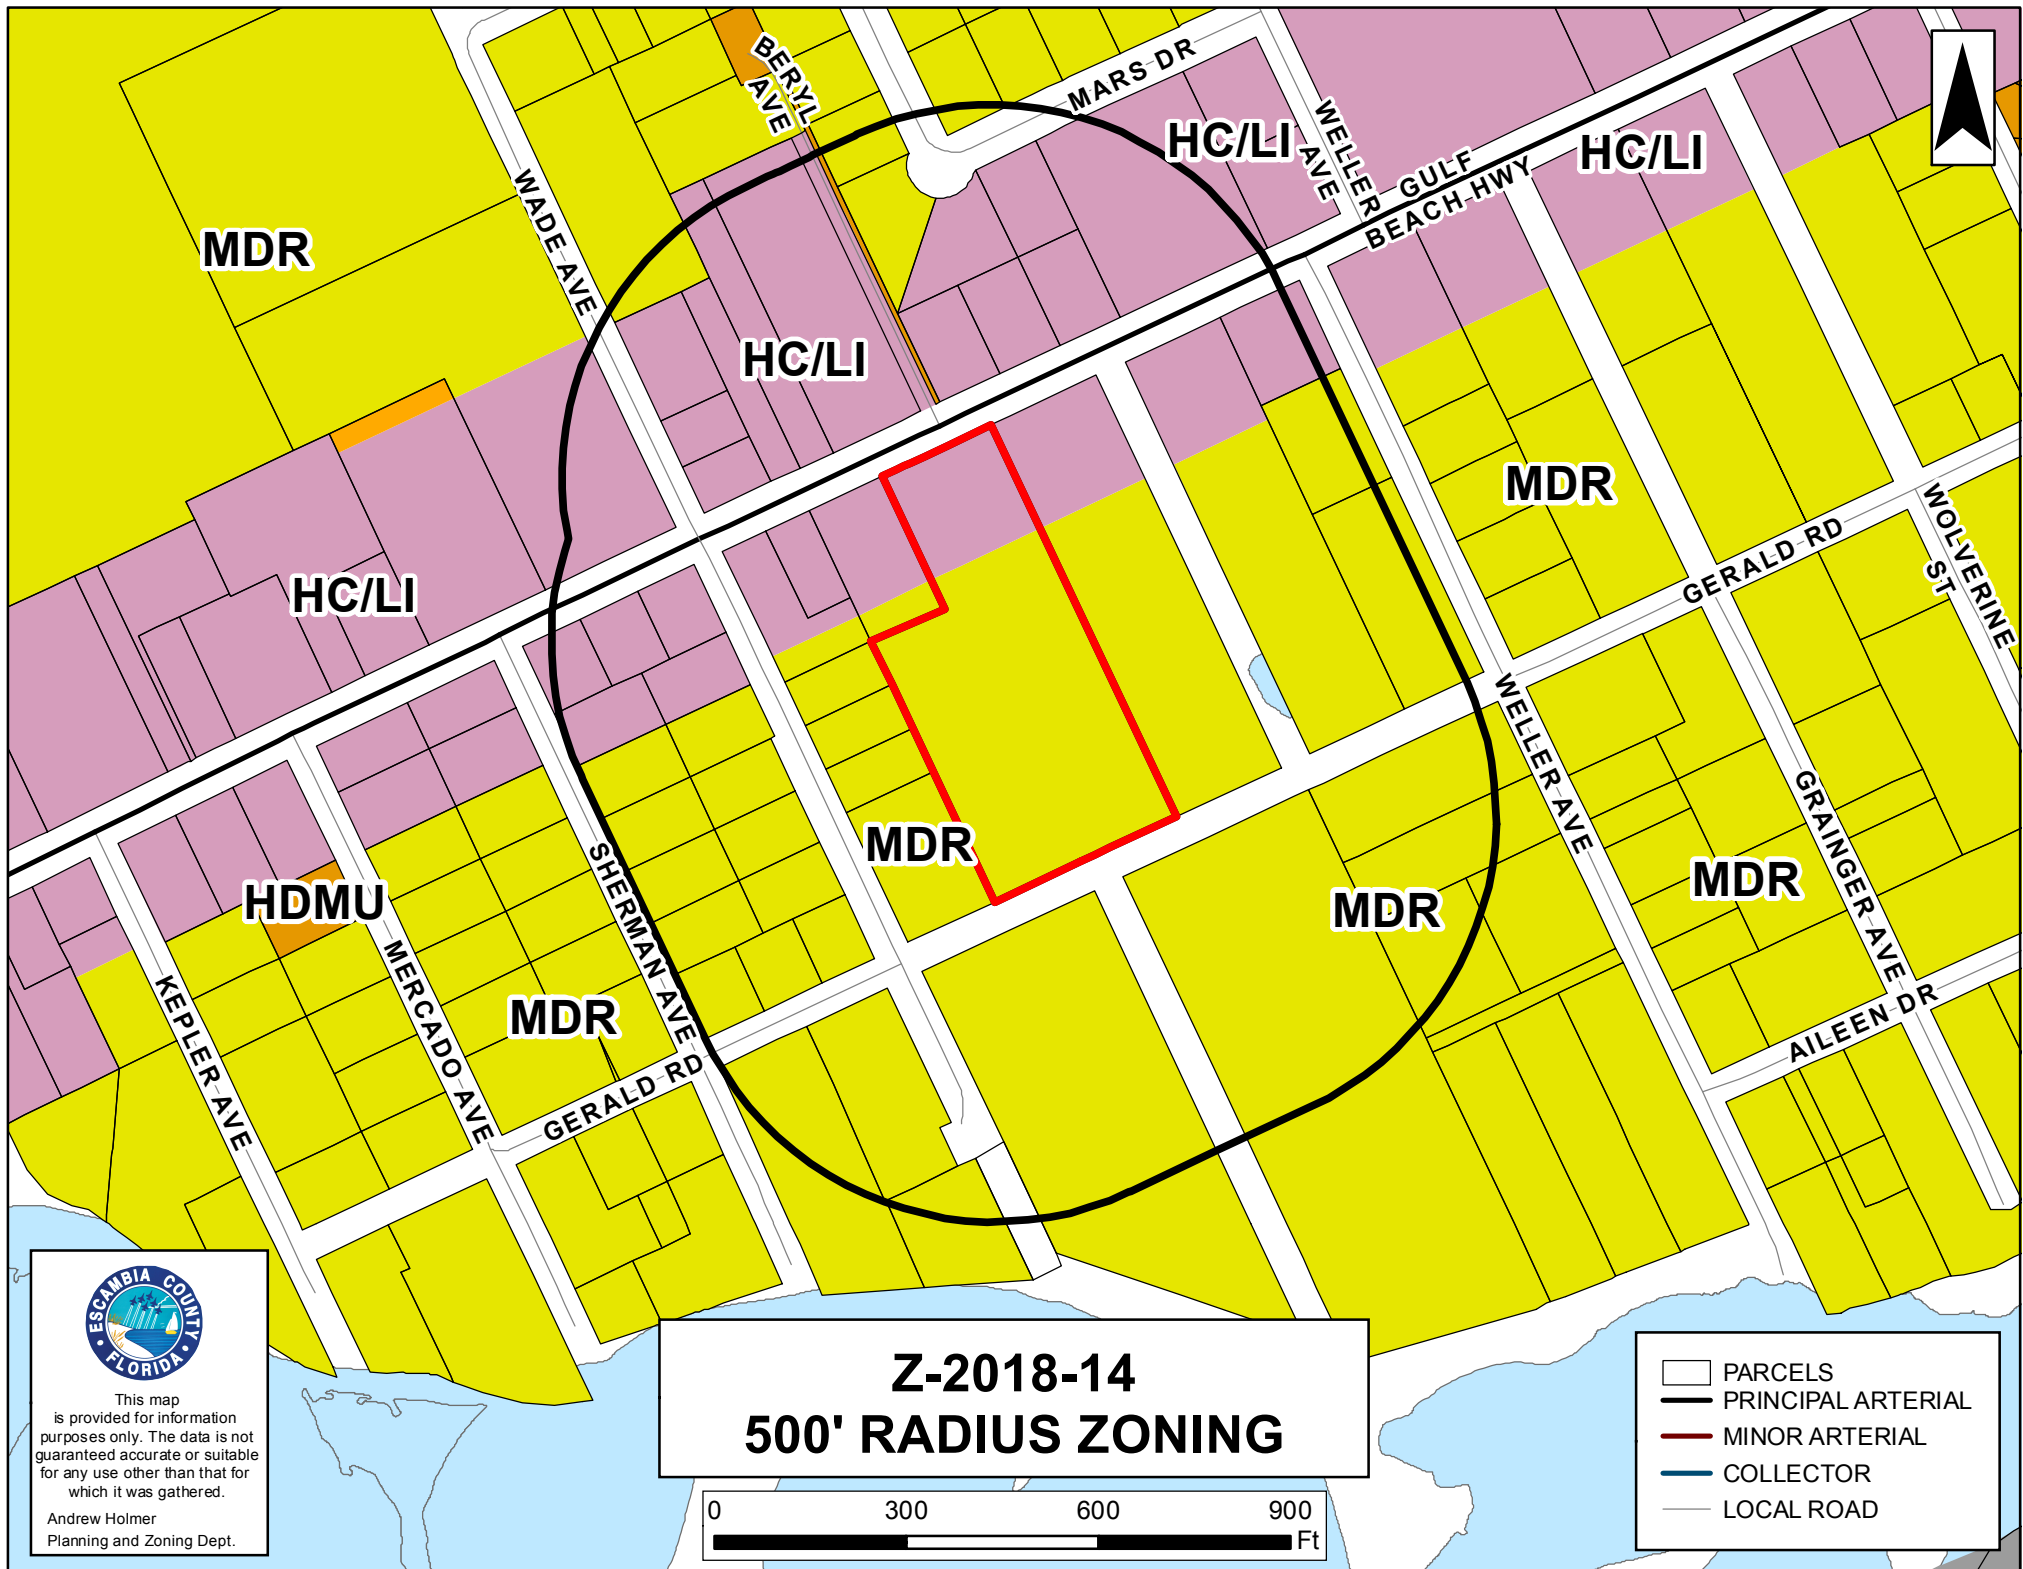 BERYL
AVE
MARS DR
WELLER
AVE
HC/LI
HC/LI
GULF
BEACH HWY
WADE AVE
MDR
HC/LI
MDR
WOLVERINE
ST
GERALD RD
HC/LI
WELLER AVE
GRAINGER AVE
MDR
MDR
MDR
HDMU
SHERMAN AVE
MERCADO AVE
KEPLER AVE
MDR
GERALD RD
AILEEN DR
ESCAMBIA COUNTY
FLORIDA
This map
is provided for information
purposes only. The data is not
guaranteed accurate or suitable
for any use other than that for
which it was gathered.
Andrew Holmer
Planning and Zoning Dept.
Z-2018-14
500' RADIUS ZONING
0 300 600 900
Ft
PARCELS
PRINCIPAL ARTERIAL
MINOR ARTERIAL
COLLECTOR
LOCAL ROAD